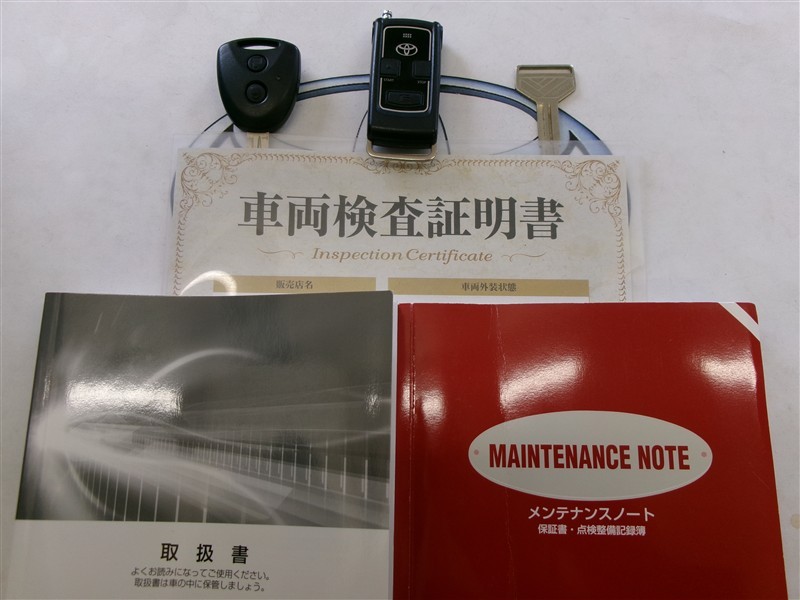 START
車両検査証明書
Inspection Certificate
販売店名
車両外装状態
取扱書
よくお読みになってご使用ください。
取扱書は車の中に保管しましょう。
MAINTENANCE NOTE
メンテナンスノート
保証書・点検整備記録簿